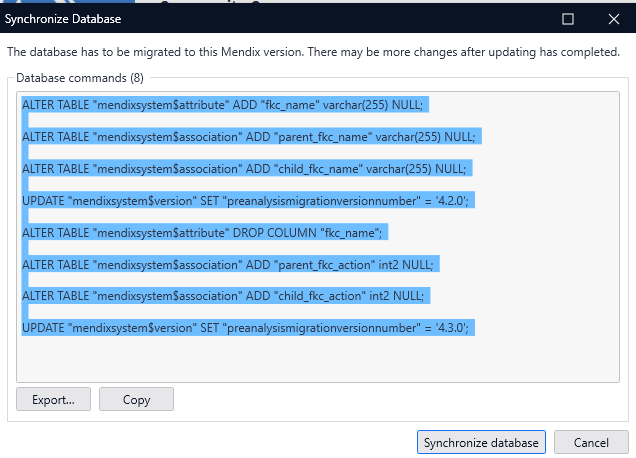 Synchronize Database
The database has to be migrated to this Mendix version. There may be more changes after updating has completed.
Database commands (8)
ALTER TABLE "mendixsystem$attribute" ADD "fkc_name" varchar(255) NULL;
ALTER TABLE "mendixsystem$association" ADD "parent_fkc_name" varchar(255) NULL;
ALTER TABLE "mendixsystem$association" ADD "child_fkc_name" varchar(255) NULL;
UPDATE "mendixsystem$version" SET "preanalysismigrationversionnumber" = '4.2.0';
ALTER TABLE "mendixsystem$attribute" DROP COLUMN "fkc_name";
ALTER TABLE "mendixsystem$association" ADD "parent_fkc_action" int2 NULL;
ALTER TABLE "mendixsystem$association" ADD "child_fkc_action" int2 NULL;
UPDATE "mendixsystem$version" SET "preanalysismigrationversionnumber" = '4.3.0';
Export... Copy
Synchronize database Cancel